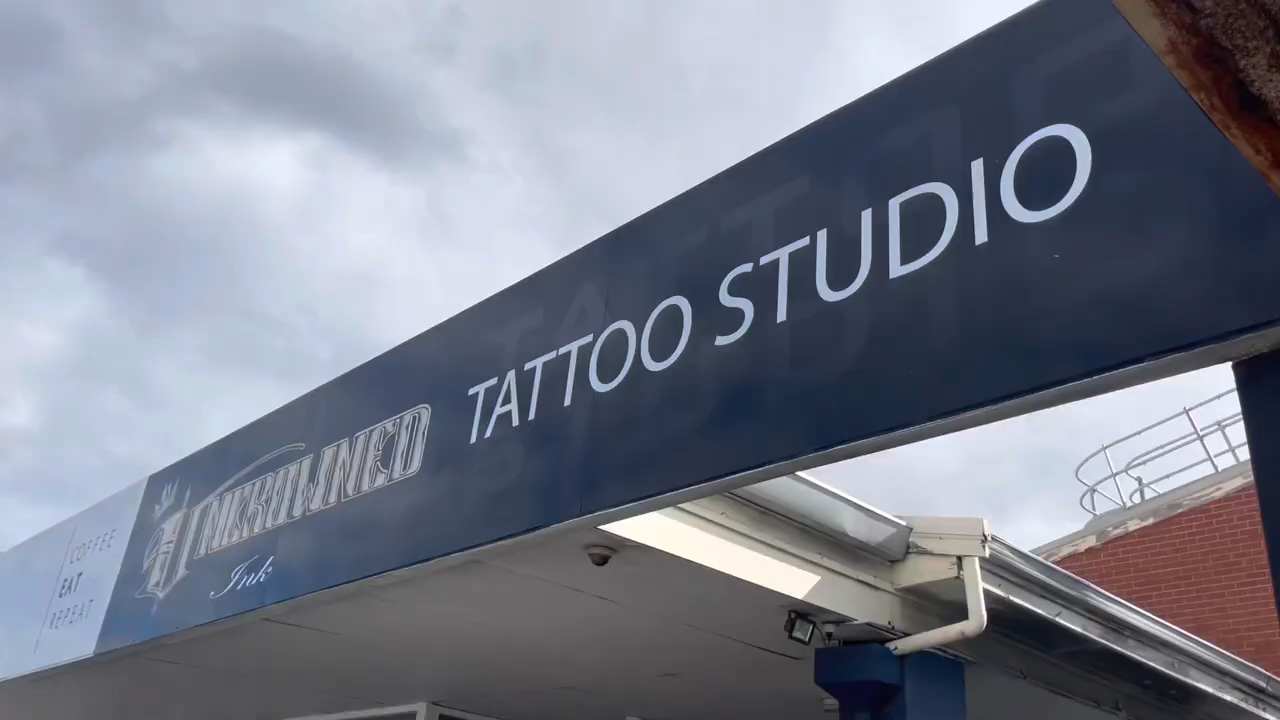 COFFEE
EAT
REPEAT
UNKROWNED
Ink
TATTOO STUDIO